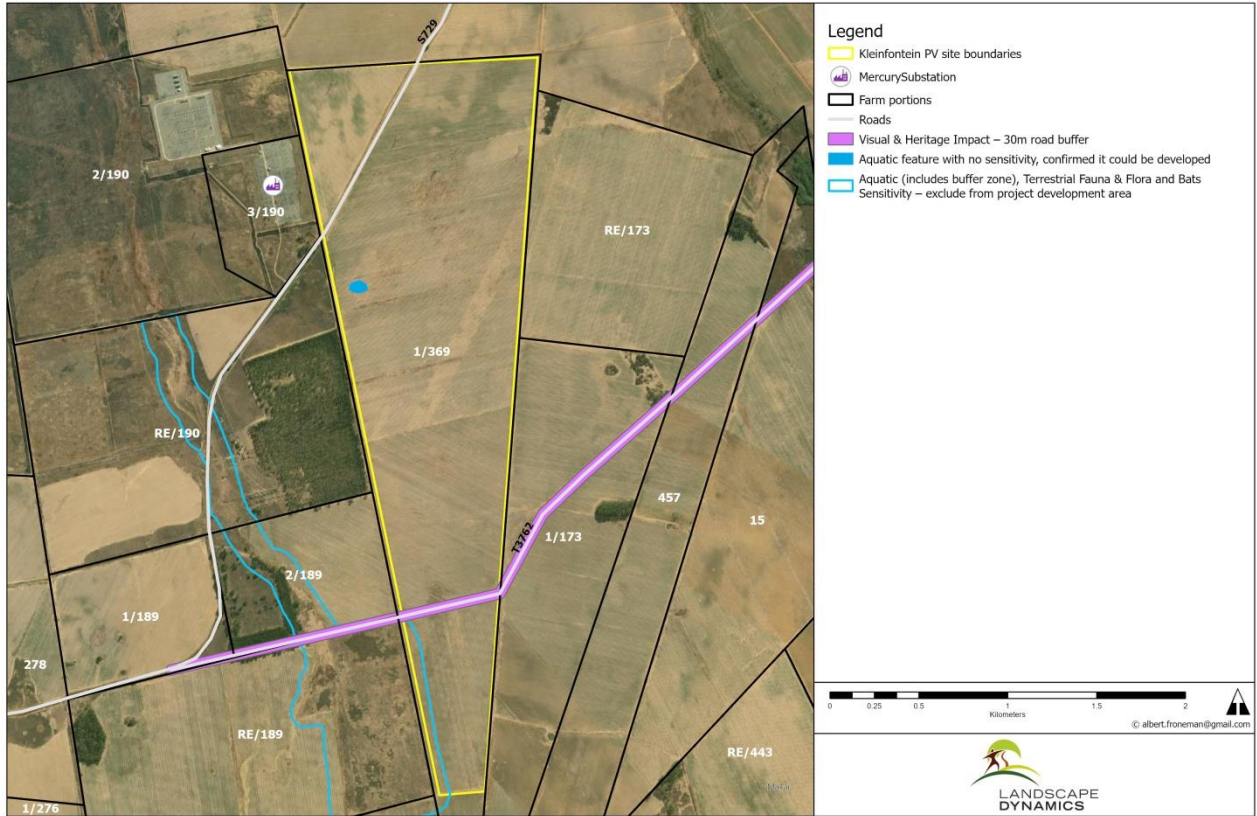 S729
2/190
3/190
RE/173
1/369
RE/190
457
15
T3762
1/173
2/189
1/189
278
RE/189
RE/443
1/276
Legend
Kleinfontein PV site boundaries
MercurySubstation
Farm portions
Roads
Visual & Heritage Impact – 30m road buffer
Aquatic feature with no sensitivity, confirmed it could be developed
Aquatic (includes buffer zone), Terrestrial Fauna & Flora and Bats
Sensitivity – exclude from project development area
0 0.25 0.5 1 1.5 2
Kilometers
© albert.froneman@gmail.com
LANDSCAPE
DYNAMICS